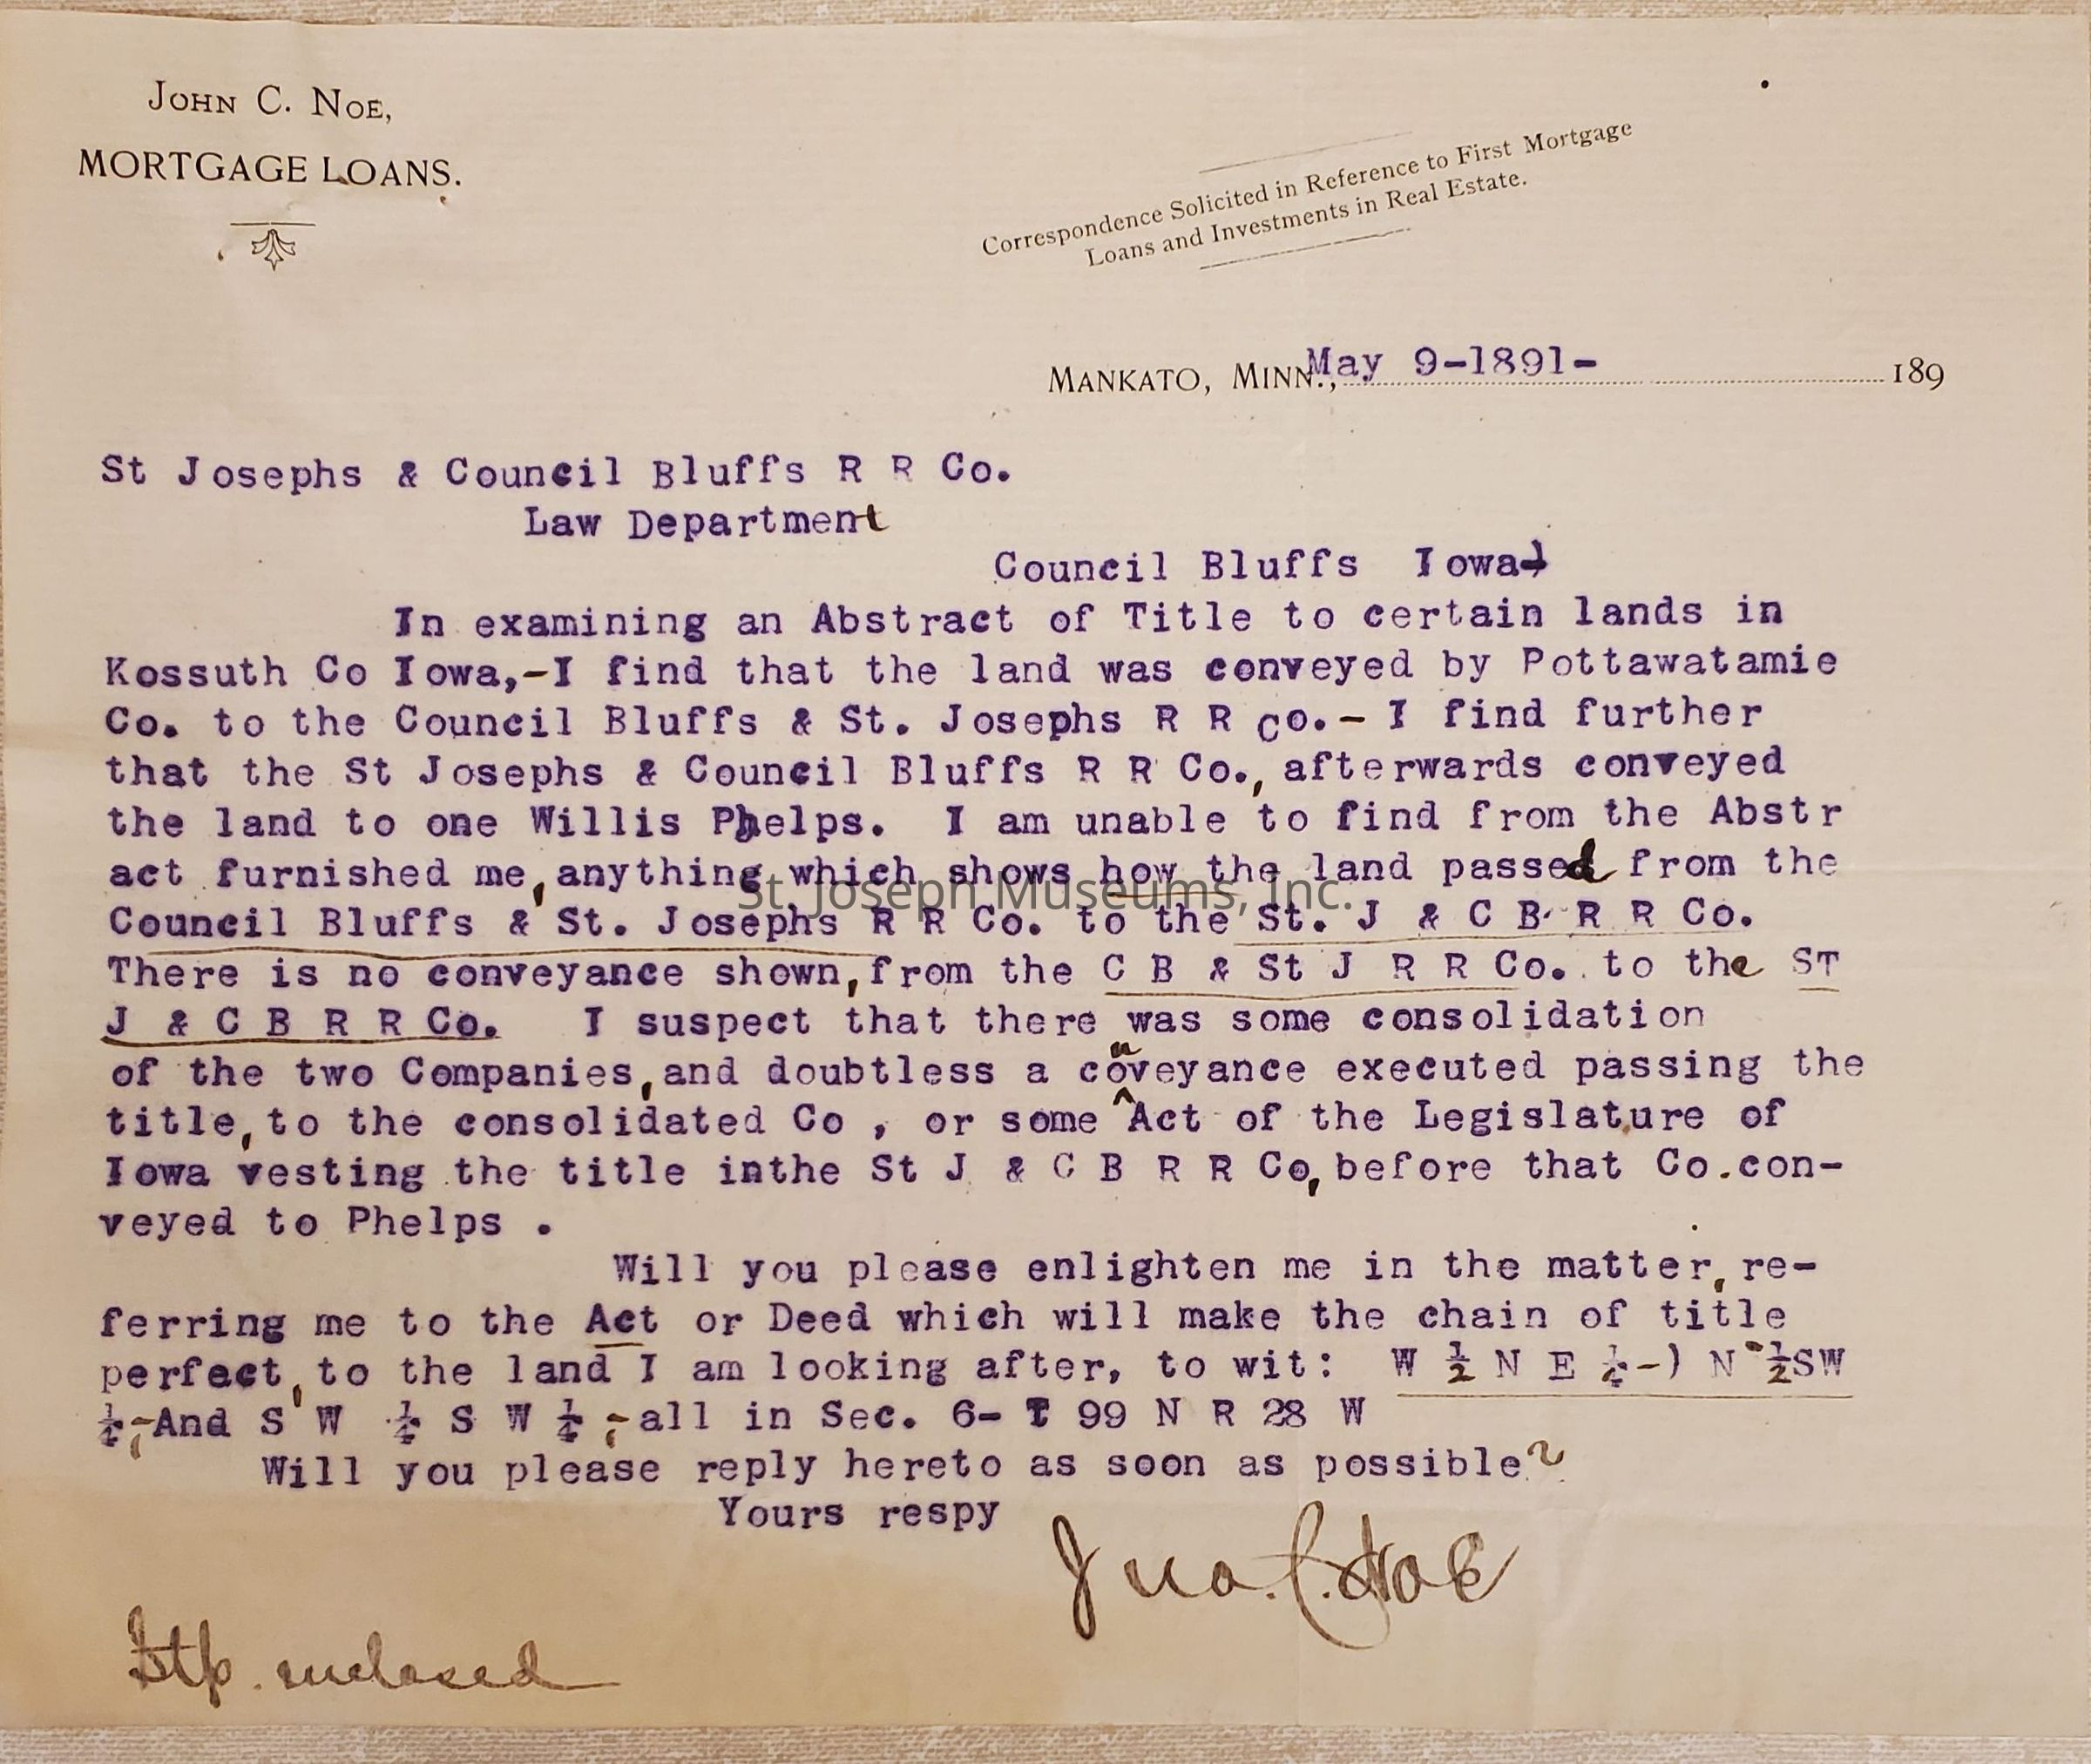 JOHN C. NOE,
MORTGAGE LOANS.
Correspondence Solicited in Reference to First Mortgage
Loans and Investments in Real Estate.
MANKATO, MINN., May 9-1891- 189
St Josephs & Council Bluffs R R Co.
Law Department
Council Bluffs Iowa
In examining an Abstract of Title to certain lands in
Kossuth Co Iowa,-I find that the land was conveyed by Pottawatamie
Co. to the Council Bluffs & St. Josephs R R co.- I find further
that the St Josephs & Council Bluffs R R Co., afterwards conveyed
the land to one Willis Phelps. I am unable to find from the Abstr
act furnished me, anything which shows how the land passed from the
St. Joseph Museums, Inc.
Council Bluffs & St. Josephs R R Co. to the St. J & C B R R Co.
There is no conveyance shown, from the C B & St J R R Co. to the ST
J & C B R R Co. I suspect that there was some consolidation
of the two Companies, and doubtless a conveyance executed passing the
title, to the consolidated Co , or some Act of the Legislature of
Iowa vesting the title inthe St J & C B R R Co, before that Co.con-
veyed to Phelps .
Will you please enlighten me in the matter, re-
ferring me to the Act or Deed which will make the chain of title
perfect, to the land I am looking after, to wit: W ½ N E ¼-) N ½SW
¼;-And S W ¼ S W ¼ ;-all in Sec. 6- T 99 N R 28 W
Will you please reply hereto as soon as possible?
Yours respy
Jno. C. Noe
Stp. enclosed